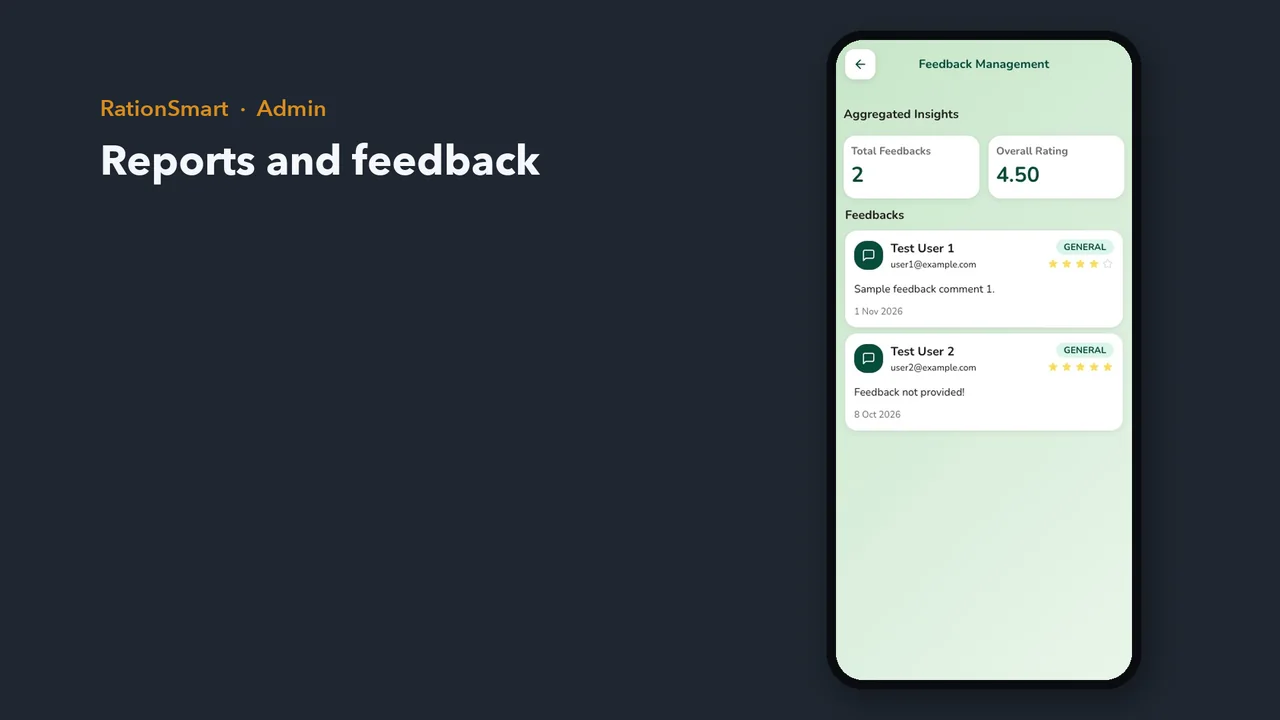 RationSmart · Admin
Reports and feedback
Feedback Management
Aggregated Insights
Total Feedbacks
2
Overall Rating
4.50
Feedbacks
Test User 1
GENERAL
user1@example.com
Sample feedback comment 1.
1 Nov 2026
Test User 2
GENERAL
user2@example.com
Feedback not provided!
8 Oct 2026